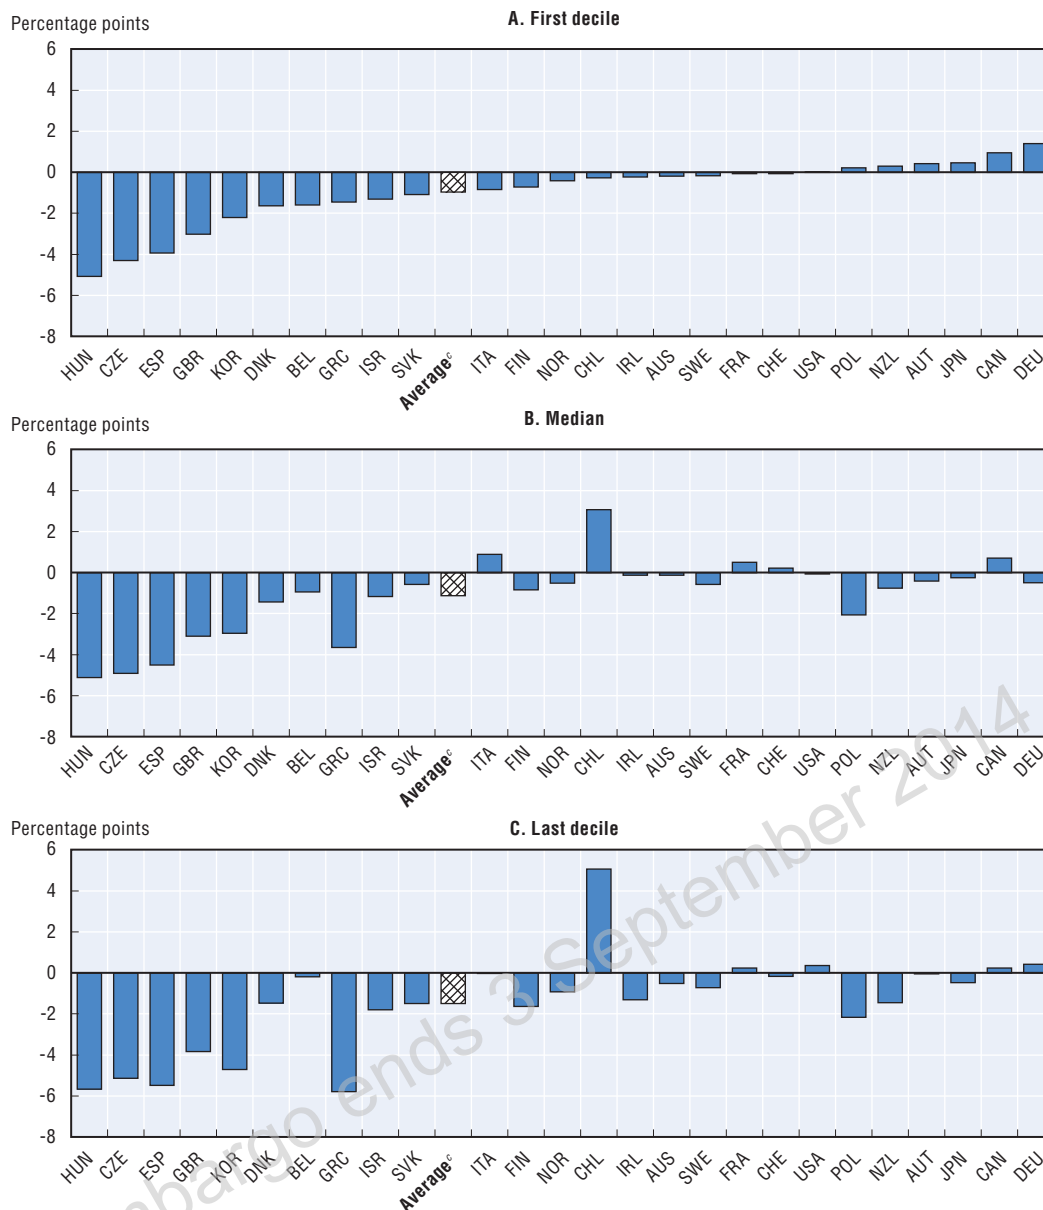 A. First decile
Percentage points
6
4
2
0
-2
-4
-6
-8
HUN CZE ESP GBR KOR DNK BEL GRC ISR SVK Averageᶜ ITA FIN NOR CHL IRL AUS SWE FRA CHE USA POL NZL AUT JPN CAN DEU
B. Median
Percentage points
6
4
2
0
-2
-4
-6
-8
HUN CZE ESP GBR KOR DNK BEL GRC ISR SVK Averageᶜ ITA FIN NOR CHL IRL AUS SWE FRA CHE USA POL NZL AUT JPN CAN DEU
C. Last decile
Percentage points
6
4
2
0
-2
-4
-6
-8
HUN CZE ESP GBR KOR DNK BEL GRC ISR SVK Averageᶜ ITA FIN NOR CHL IRL AUS SWE FRA CHE USA POL NZL AUT JPN CAN DEU
mbargo ends 3 September 2014